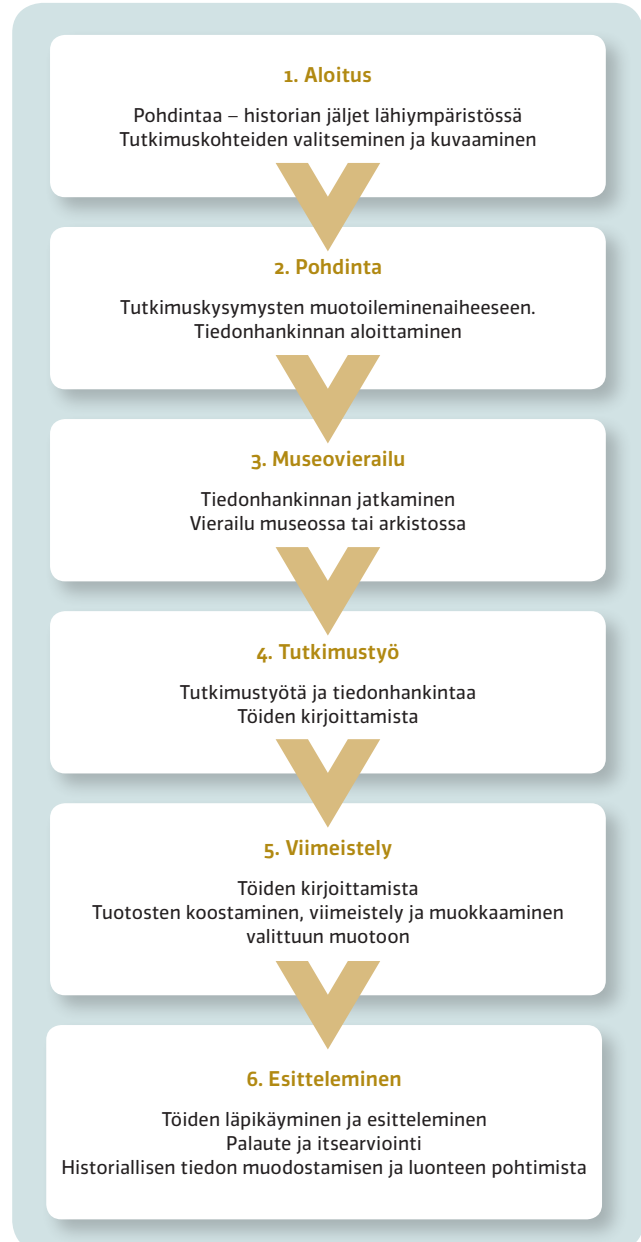 1. Aloitus
Pohdintaa – historian jäljet lähiympäristössä
Tutkimuskohteiden valitseminen ja kuvaaminen
2. Pohdinta
Tutkimuskysymysten muotoileminenaiheeseen.
Tiedonhankinnan aloittaminen
3. Museovierailu
Tiedonhankinnan jatkaminen
Vierailu museossa tai arkistossa
4. Tutkimustyö
Tutkimustyötä ja tiedonhankintaa
Töiden kirjoittamista
5. Viimeistely
Töiden kirjoittamista
Tuotosten koostaminen, viimeistely ja muokkaaminen
valittuun muotoon
6. Esitteleminen
Töiden läpikäyminen ja esitteleminen
Palaute ja itsearviointi
Historiallisen tiedon muodostamisen ja luonteen pohtimista